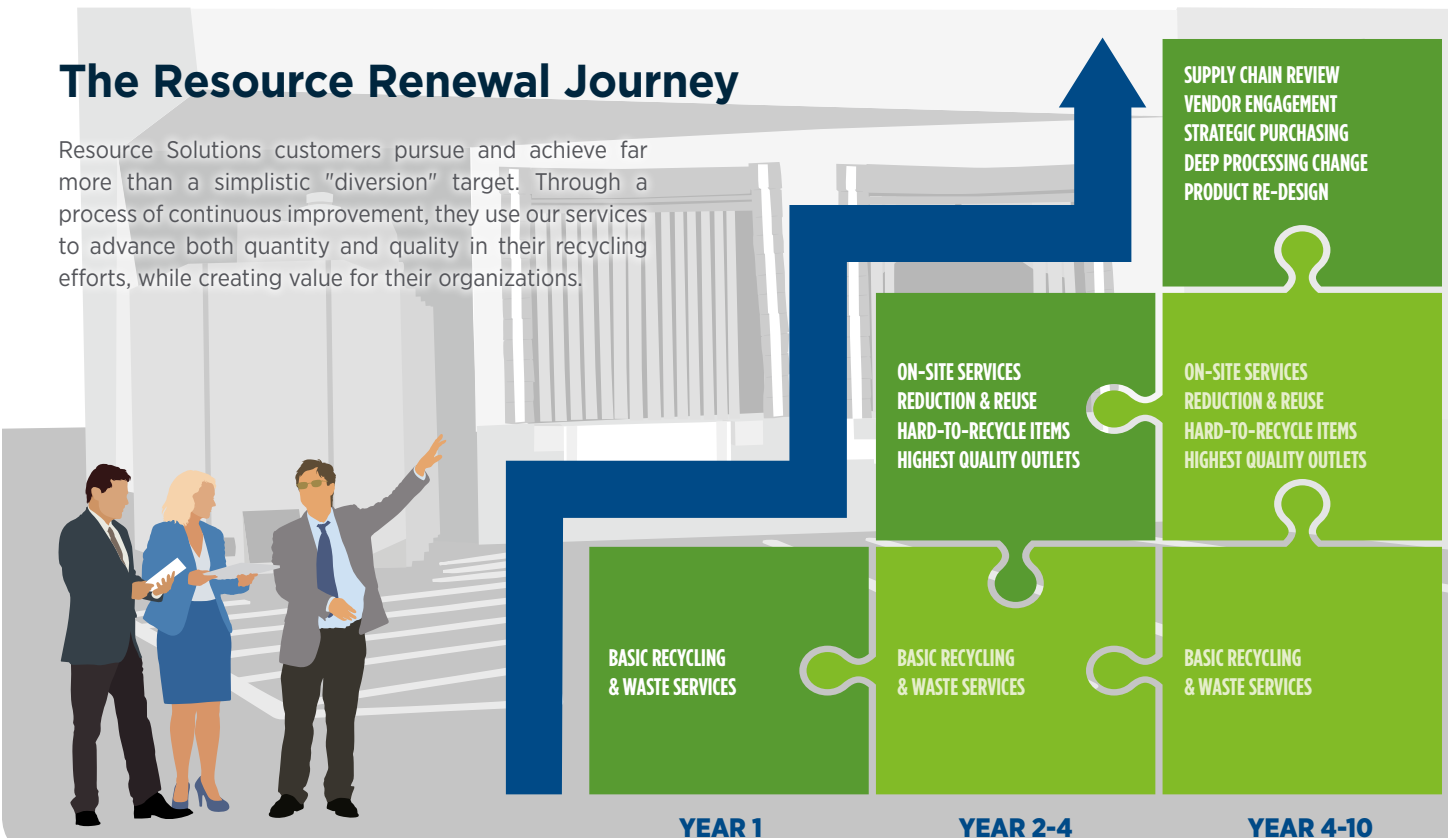 The Resource Renewal Journey
Resource Solutions customers pursue and achieve far
more than a simplistic "diversion" target. Through a
process of continuous improvement, they use our services
to advance both quantity and quality in their recycling
efforts, while creating value for their organizations.
SUPPLY CHAIN REVIEW
VENDOR ENGAGEMENT
STRATEGIC PURCHASING
DEEP PROCESSING CHANGE
PRODUCT RE-DESIGN
ON-SITE SERVICES
REDUCTION & REUSE
HARD-TO-RECYCLE ITEMS
HIGHEST QUALITY OUTLETS
ON-SITE SERVICES
REDUCTION & REUSE
HARD-TO-RECYCLE ITEMS
HIGHEST QUALITY OUTLETS
BASIC RECYCLING
& WASTE SERVICES
BASIC RECYCLING
& WASTE SERVICES
BASIC RECYCLING
& WASTE SERVICES
YEAR 1
YEAR 2-4
YEAR 4-10